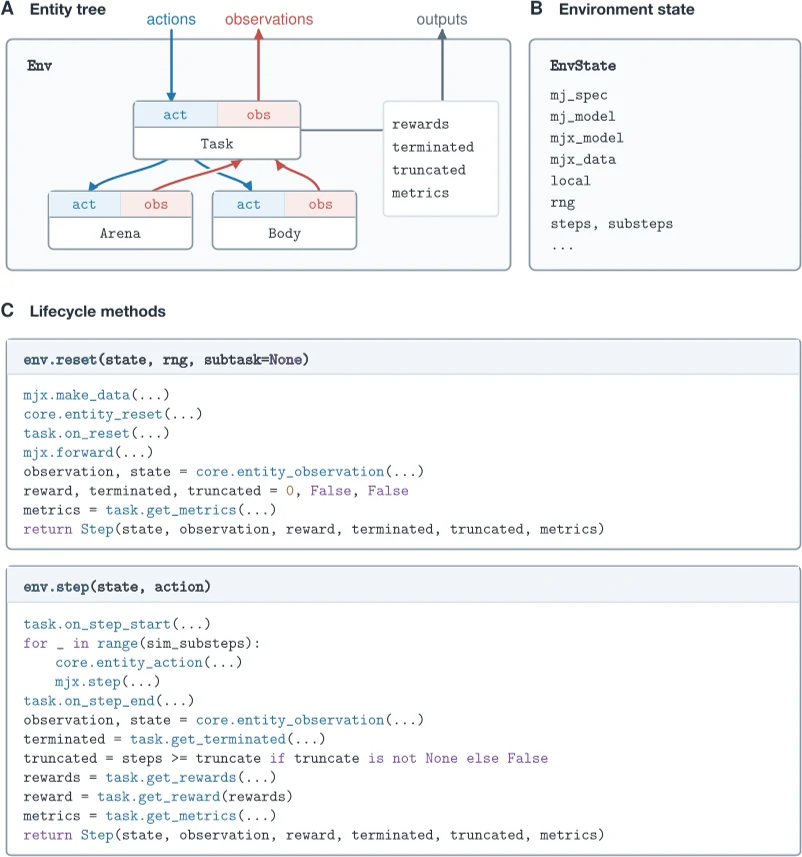 A Entity tree
actions observations outputs
Env
act obs
Task
act obs
Arena
act obs
Body
rewards
terminated
truncated
metrics
B Environment state
EnvState
mj_spec
mj_model
mjx_model
mjx_data
local
rng
steps, substeps
...
C Lifecycle methods
env.reset(state, rng, subtask=None)
mjx.make_data(...)
core.entity_reset(...)
task.on_reset(...)
mjx.forward(...)
observation, state = core.entity_observation(...)
reward, terminated, truncated = 0, False, False
metrics = task.get_metrics(...)
return Step(state, observation, reward, terminated, truncated, metrics)
env.step(state, action)
task.on_step_start(...)
for _ in range(sim_substeps):
    core.entity_action(...)
    mjx.step(...)
task.on_step_end(...)
observation, state = core.entity_observation(...)
terminated = task.get_terminated(...)
truncated = steps >= truncate if truncate is not None else False
rewards = task.get_rewards(...)
reward = task.get_reward(rewards)
metrics = task.get_metrics(...)
return Step(state, observation, reward, terminated, truncated, metrics)